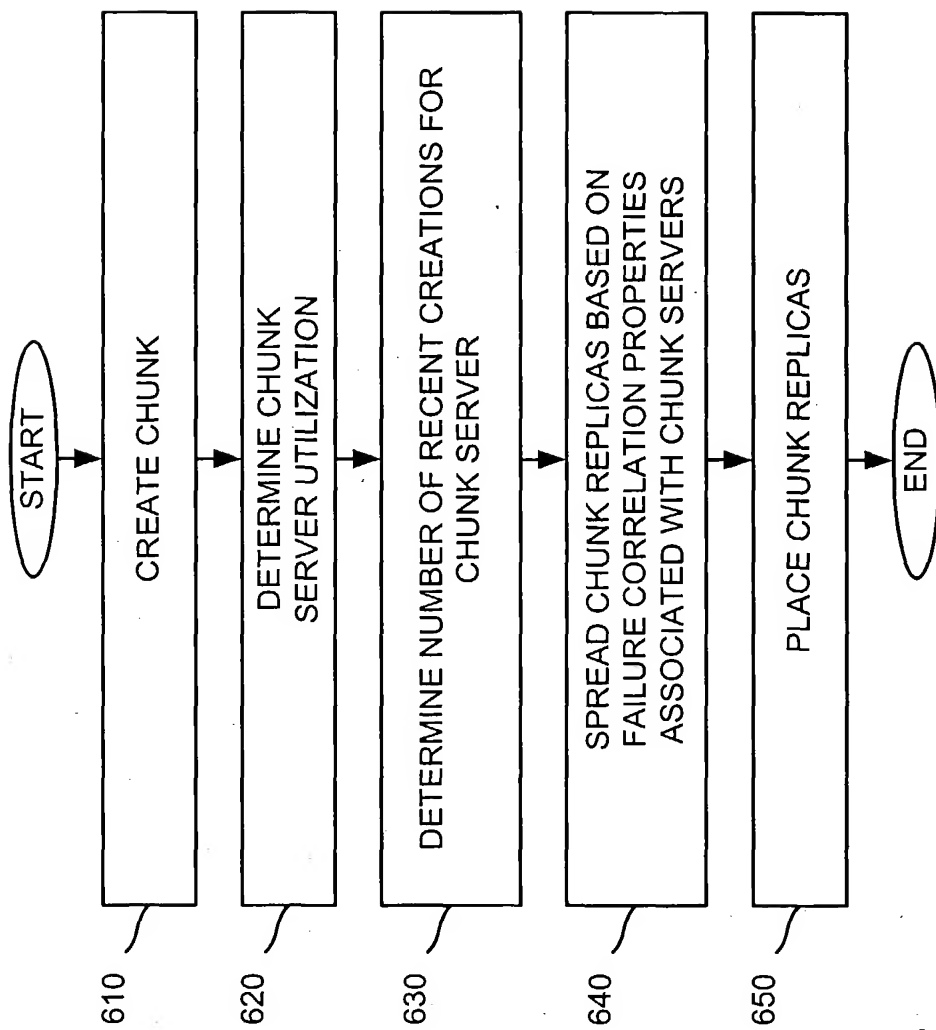 START
610
CREATE CHUNK
620
DETERMINE CHUNK
SERVER UTILIZATION
630
DETERMINE NUMBER OF RECENT CREATIONS FOR
CHUNK SERVER
640
SPREAD CHUNK REPLICAS BASED ON
FAILURE CORRELATION PROPERTIES
ASSOCIATED WITH CHUNK SERVERS
650
PLACE CHUNK REPLICAS
END